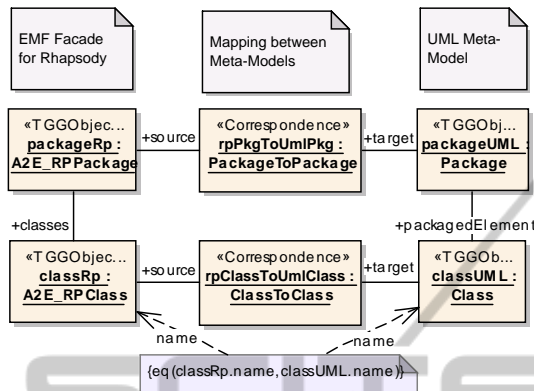 EMF Facade
for Rhapsody
Mapping between
Meta-Models
UML Meta-
Model
«TGGObjec...
packageRp :
A2E_RPPackage
+source
«Correspondence»
rpPkgToUmlPkg :
PackageToPackage
+target
«TGGObj...
packageUML :
Package
+classes
+packagedElement
«TGGObjec...
classRp :
A2E_RPClass
+source
«Correspondence»
rpClassToUmlClass :
ClassToClass
+target
«TGGOb...
classUML :
Class
name
name
{eq(classRp.name,classUML.name)}